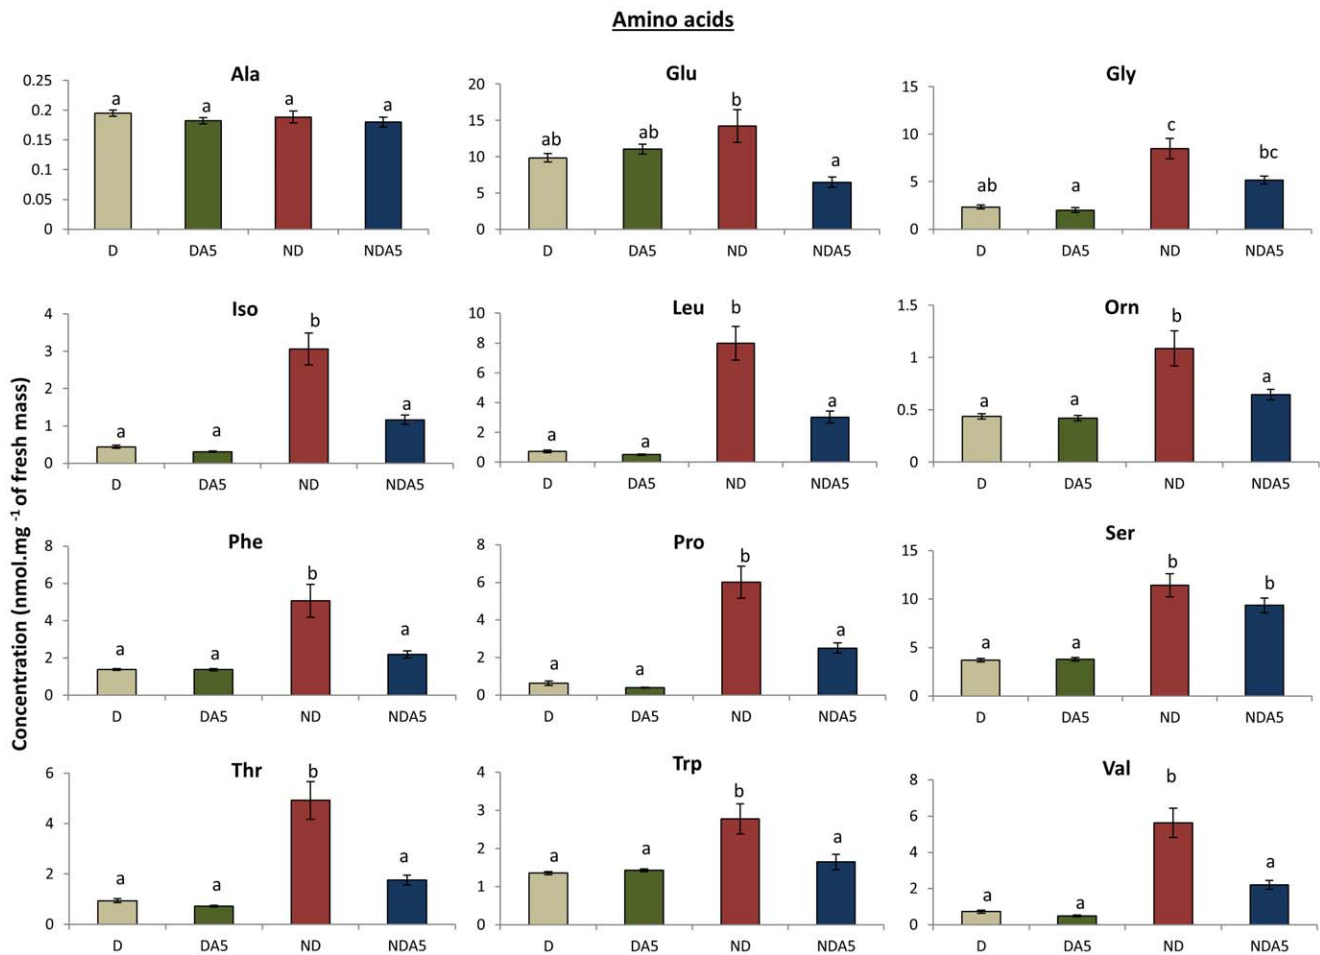 Amino acids
Concentration (nmol.mg -1 of fresh mass)
Ala
0.25
0.2
0.15
0.1
0.05
0
a
a
a
a
D DA5 ND NDA5
Glu
20
15
10
5
0
ab
ab
b
a
D DA5 ND NDA5
Gly
15
10
5
0
ab
a
c
bc
D DA5 ND NDA5
Iso
4
3
2
1
0
a
a
b
a
D DA5 ND NDA5
Leu
10
8
6
4
2
0
a
a
b
a
D DA5 ND NDA5
Orn
1.5
1
0.5
0
a
a
b
a
D DA5 ND NDA5
Phe
8
6
4
2
0
a
a
b
a
D DA5 ND NDA5
Pro
8
6
4
2
0
a
a
b
a
D DA5 ND NDA5
Ser
15
10
5
0
a
a
b
b
D DA5 ND NDA5
Thr
6
4
2
0
a
a
b
a
D DA5 ND NDA5
Trp
4
3
2
1
0
a
a
b
a
D DA5 ND NDA5
Val
8
6
4
2
0
a
a
b
a
D DA5 ND NDA5